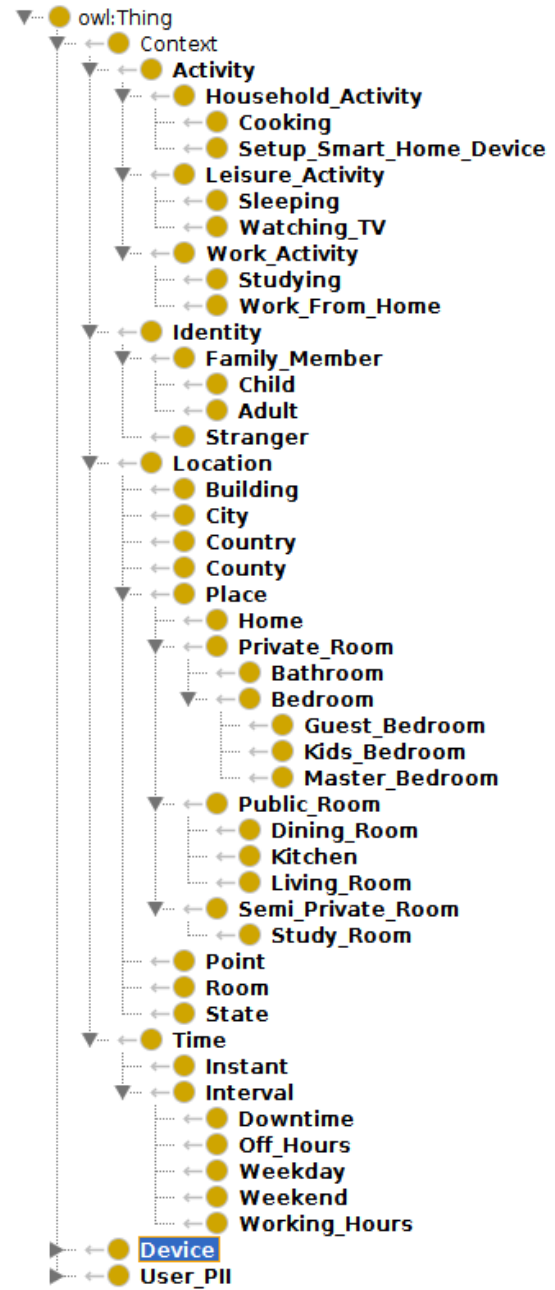 owl:Thing
Context
Activity
Household_Activity
Cooking
Setup_Smart_Home_Device
Leisure_Activity
Sleeping
Watching_TV
Work_Activity
Studying
Work_From_Home
Identity
Family_Member
Child
Adult
Stranger
Location
Building
City
Country
County
Place
Home
Private_Room
Bathroom
Bedroom
Guest_Bedroom
Kids_Bedroom
Master_Bedroom
Public_Room
Dining_Room
Kitchen
Living_Room
Semi_Private_Room
Study_Room
Point
Room
State
Time
Instant
Interval
Downtime
Off_Hours
Weekday
Weekend
Working_Hours
Device
User_PII